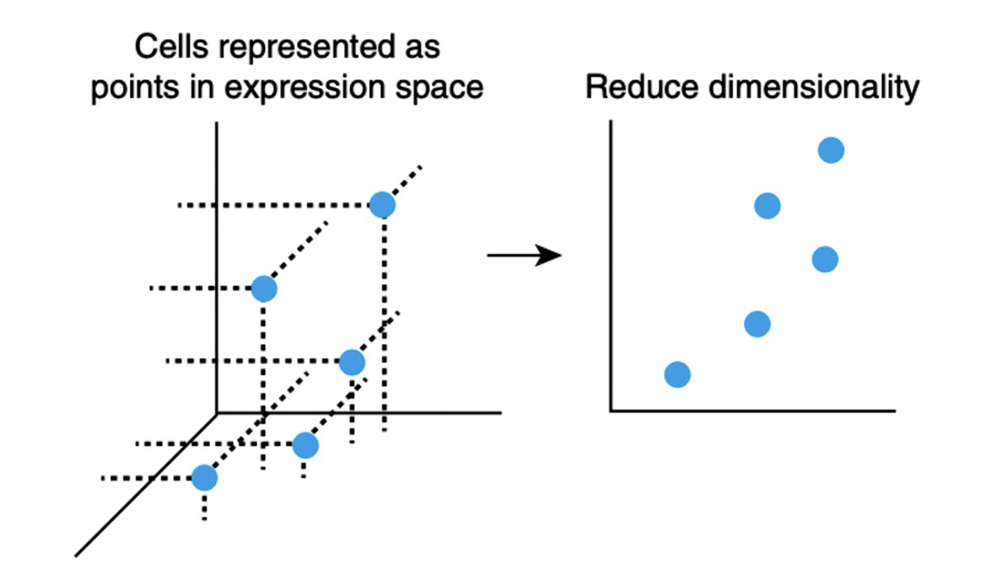 Cells represented as
points in expression space
Reduce dimensionality